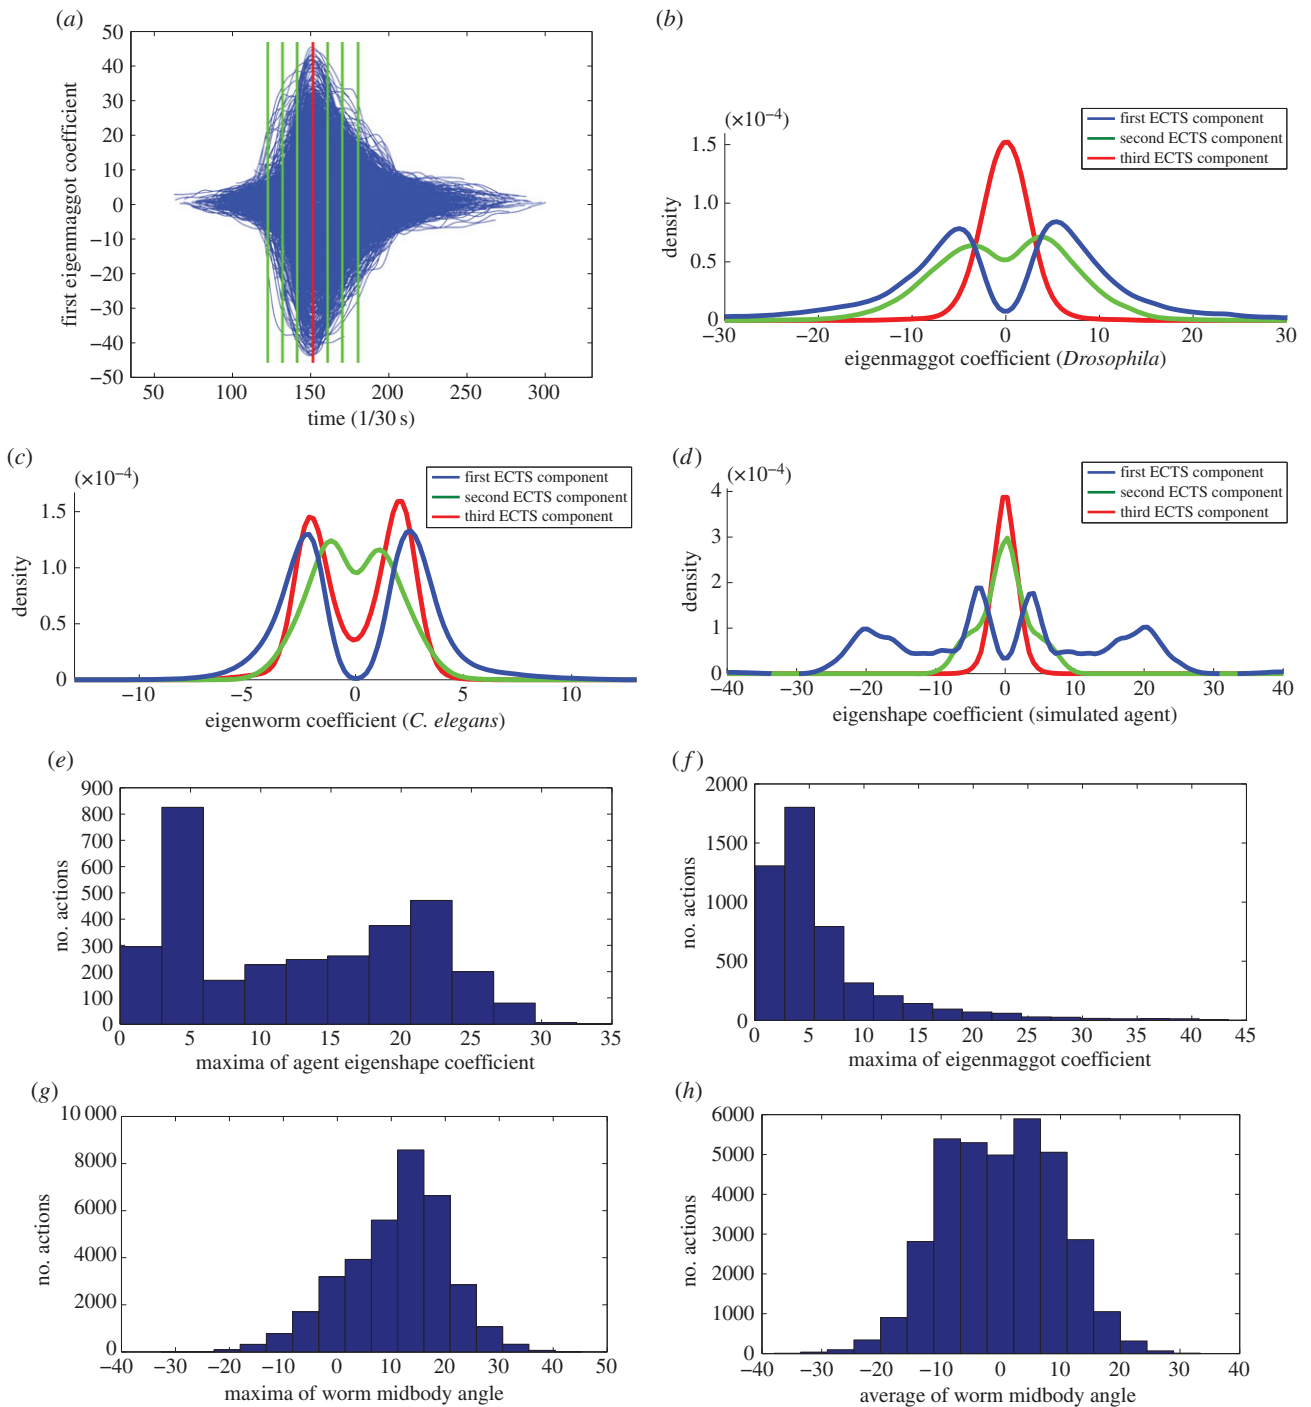 (a)
first eigenmaggot coefficient
50
40
30
20
10
0
−10
−20
−30
−40
−50
50 100 150 200 250 300
time (1/30 s)
(b)
(×10−4)
first ECTS component
second ECTS component
third ECTS component
density
1.5
1.0
0.5
0
−30 −20 −10 0 10 20 30
eigenmaggot coefficient (Drosophila)
(c)
(×10−4)
first ECTS component
second ECTS component
third ECTS component
density
1.5
1.0
0.5
0
−10 −5 0 5 10
eigenworm coefficient (C. elegans)
(d)
(×10−4)
first ECTS component
second ECTS component
third ECTS component
density
4
3
2
1
0
−40 −30 −20 −10 0 10 20 30 40
eigenshape coefficient (simulated agent)
(e)
no. actions
900
800
700
600
500
400
300
200
100
0
0 5 10 15 20 25 30 35
maxima of agent eigenshape coefficient
(f)
no. actions
2000
1500
1000
500
0
0 5 10 15 20 25 30 35 40 45
maxima of eigenmaggot coefficient
(g)
no. actions
10 000
8000
6000
4000
2000
0
−40 −30 −20 −10 0 10 20 30 40 50
maxima of worm midbody angle
(h)
no. actions
6000
5000
4000
3000
2000
1000
0
−40 −30 −20 −10 0 10 20 30 40
average of worm midbody angle